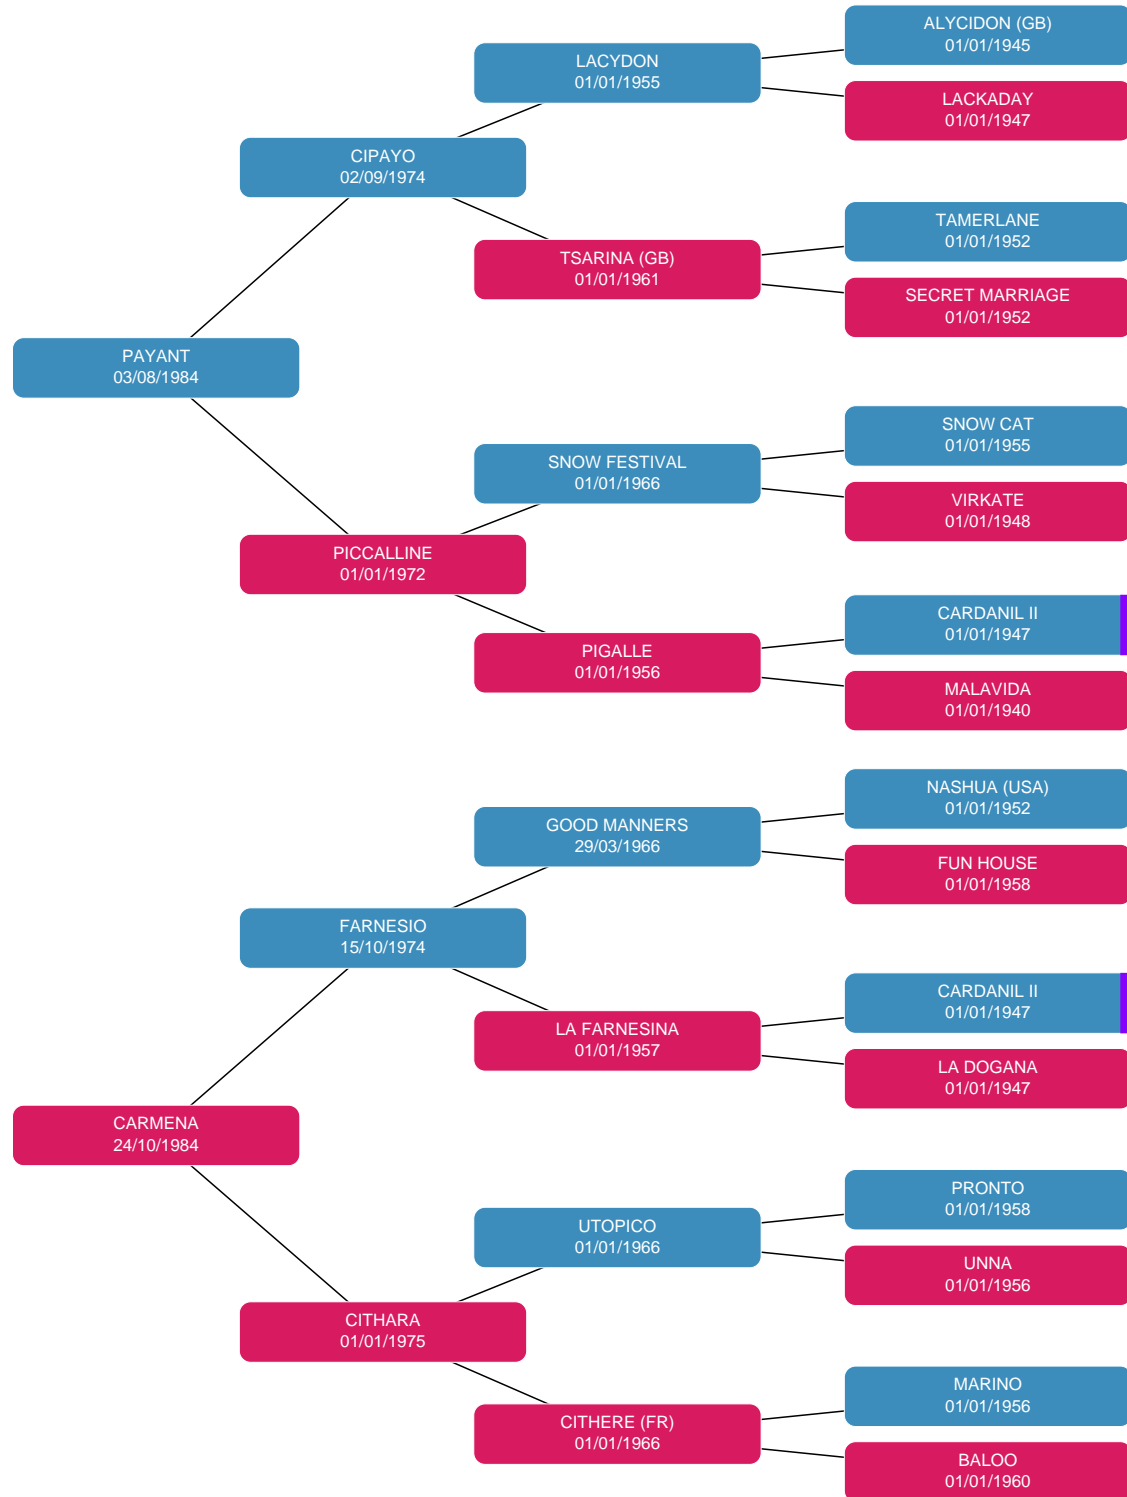 ALYCIDON (GB)
01/01/1945
LACYDON
01/01/1955
LACKADAY
01/01/1947
CIPAYO
02/09/1974
TAMERLANE
01/01/1952
TSARINA (GB)
01/01/1961
SECRET MARRIAGE
01/01/1952
PAYANT
03/08/1984
SNOW CAT
01/01/1955
SNOW FESTIVAL
01/01/1966
VIRKATE
01/01/1948
PICCALLINE
01/01/1972
CARDANIL II
01/01/1947
PIGALLE
01/01/1956
MALAVIDA
01/01/1940
NASHUA (USA)
01/01/1952
GOOD MANNERS
29/03/1966
FUN HOUSE
01/01/1958
FARNESIO
15/10/1974
CARDANIL II
01/01/1947
LA FARNESINA
01/01/1957
LA DOGANA
01/01/1947
CARMENA
24/10/1984
PRONTO
01/01/1958
UTOPICO
01/01/1966
UNNA
01/01/1956
CITHARA
01/01/1975
MARINO
01/01/1956
CITHERE (FR)
01/01/1966
BALOO
01/01/1960